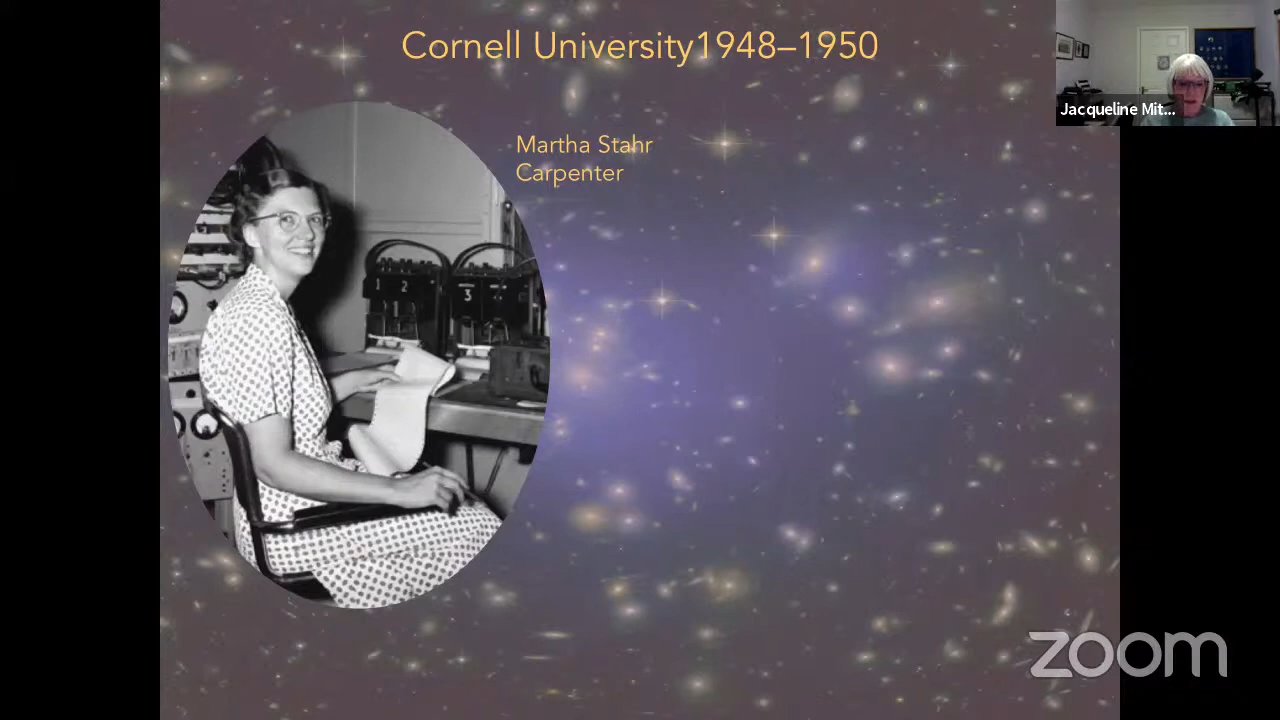 Cornell University1948–1950
Jacqueline Mit...
Martha Stahr
Carpenter
1 2
3
zoom